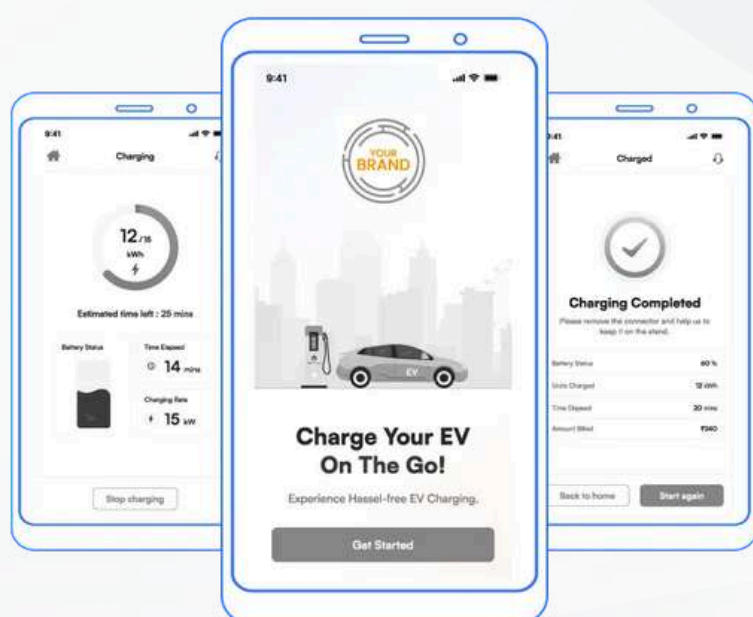 9:41
Charging
12/15
kWh
Estimated time left : 25 mins
Battery Status
Time Elapsed
14 mins
Charging Rate
15 kW
Stop charging
9:41
YOUR
BRAND
EV
Charge Your EV
On The Go!
Experience Hassel-free EV Charging.
Get Started
9:41
Charged
Charging Completed
Please remove the connector and help us to
keep it on the stand.
Battery Status 60 %
Units Charged 12 kWh
Time Elapsed 20 mins
Amount Billed ₹240
Back to home
Start again